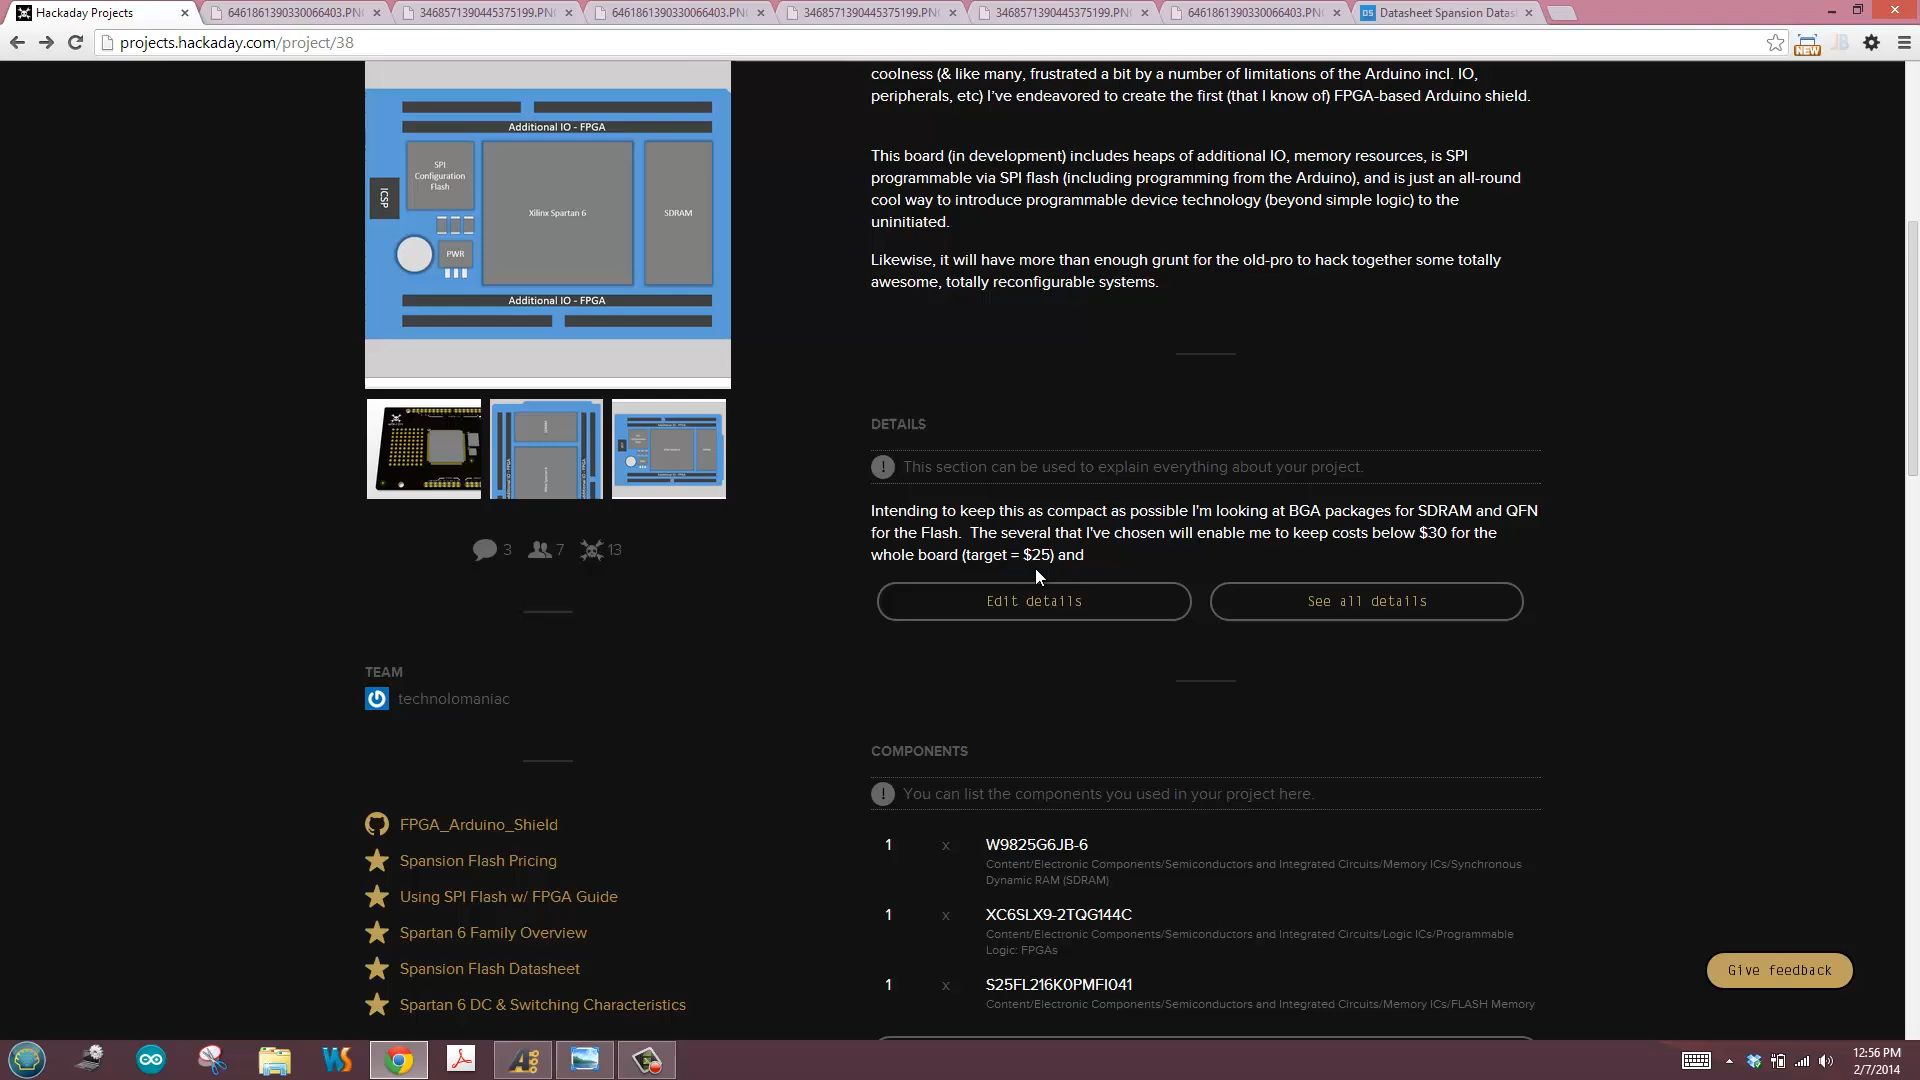 Hackaday Projects
6461861390330066403.PNG
3468571390445375199.PNG
6461861390330066403.PNG
3468571390445375199.PNG
3468571390445375199.PNG
6461861390330066403.PNG
Datasheet Spansion Datas
projects.hackaday.com/project/38
NEW
coolness (& like many, frustrated a bit by a number of limitations of the Arduino incl. IO,
peripherals, etc) I've endeavored to create the first (that I know of) FPGA-based Arduino shield.
This board (in development) includes heaps of additional IO, memory resources, is SPI
programmable via SPI flash (including programming from the Arduino), and is just an all-round
cool way to introduce programmable device technology (beyond simple logic) to the
uninitiated.
Likewise, it will have more than enough grunt for the old-pro to hack together some totally
awesome, totally reconfigurable systems.
Additional IO - FPGA
SPI
Configuration
Flash
ICSP
Xilinx Spartan 6
SDRAM
PWR
Additional IO - FPGA
3
7
13
TEAM
technolomaniac
FPGA_Arduino_Shield
Spansion Flash Pricing
Using SPI Flash w/ FPGA Guide
Spartan 6 Family Overview
Spansion Flash Datasheet
Spartan 6 DC & Switching Characteristics
DETAILS
This section can be used to explain everything about your project.
Intending to keep this as compact as possible I'm looking at BGA packages for SDRAM and QFN
for the Flash. The several that I've chosen will enable me to keep costs below $30 for the
whole board (target = $25) and
Edit details
See all details
COMPONENTS
You can list the components you used in your project here.
1 x W9825G6JB-6
Content/Electronic Components/Semiconductors and Integrated Circuits/Memory ICs/Synchronous
Dynamic RAM (SDRAM)
1 x XC6SLX9-2TQG144C
Content/Electronic Components/Semiconductors and Integrated Circuits/Logic ICs/Programmable
Logic: FPGAs
1 x S25FL216K0PMFI041
Content/Electronic Components/Semiconductors and Integrated Circuits/Memory ICs/FLASH Memory
Give feedback
12:56 PM
2/7/2014